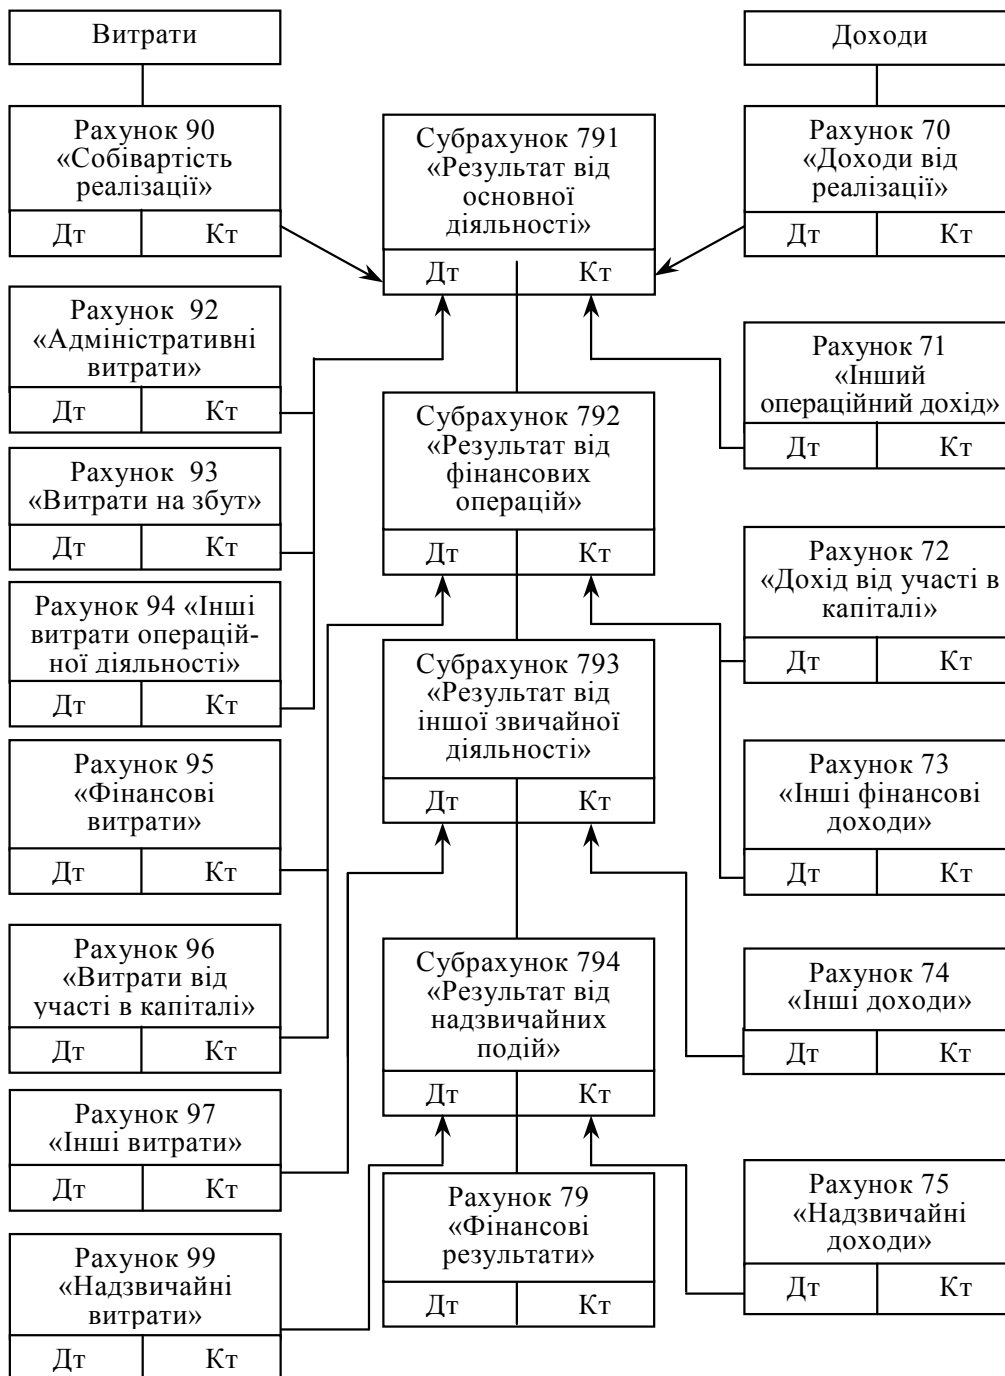 Витрати
Рахунок 90
«Собівартість
реалізації»
Дт Кт
Рахунок 92
«Адміністративні
витрати»
Дт Кт
Рахунок 93
«Витрати на збут»
Дт Кт
Рахунок 94 «Інші
витрати операцій-
ної діяльності»
Дт Кт
Рахунок 95
«Фінансові
витрати»
Дт Кт
Рахунок 96
«Витрати від
участі в капіталі»
Дт Кт
Рахунок 97
«Інші витрати»
Дт Кт
Рахунок 99
«Надзвичайні
витрати»
Дт Кт
Субрахунок 791
«Результат від
основної
діяльності»
Дт Кт
Субрахунок 792
«Результат від
фінансових
операцій»
Дт Кт
Субрахунок 793
«Результат від
іншої звичайної
діяльності»
Дт Кт
Субрахунок 794
«Результат від
надзвичайних
подій»
Дт Кт
Рахунок 79
«Фінансові
результати»
Дт Кт
Доходи
Рахунок 70
«Доходи від
реалізації»
Дт Кт
Рахунок 71
«Інший
операційний дохід»
Дт Кт
Рахунок 72
«Дохід від участі в
капіталі»
Дт Кт
Рахунок 73
«Інші фінансові
доходи»
Дт Кт
Рахунок 74
«Інші доходи»
Дт Кт
Рахунок 75
«Надзвичайні
доходи»
Дт Кт